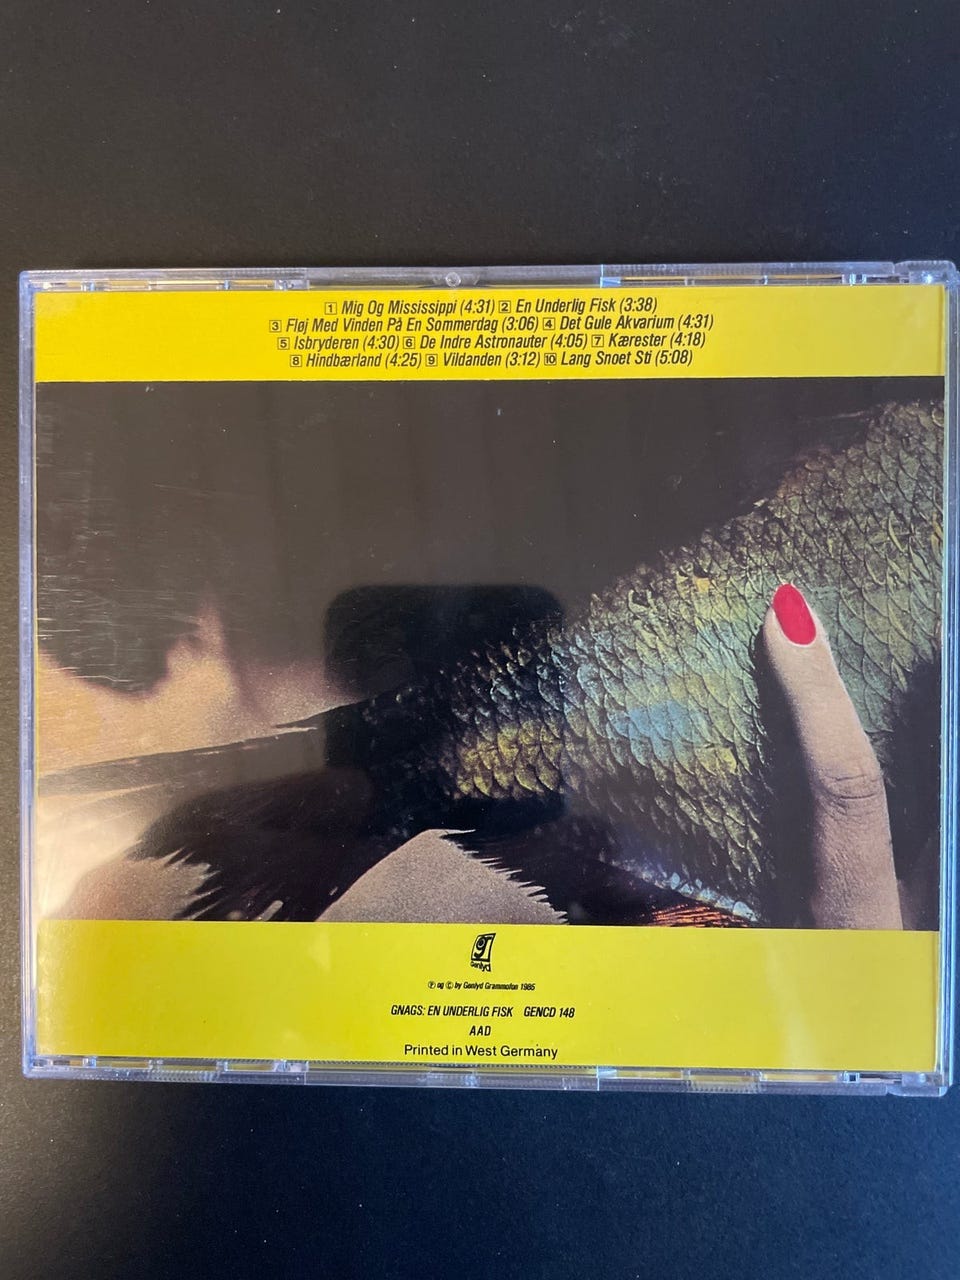 1 Mig Og Mississippi (4:31) 2 En Underlig Fisk (3:38)
3 Fløj Med Vinden På En Sommerdag (3:06) 4 Det Gule Akvarium (4:31)
5 Isbryderen (4:30) 6 De Indre Astronauter (4:05) 7 Kærester (4:18)
8 Hindbærland (4:25) 9 Vildanden (3:12) 10 Lang Snoet Sti (5:08)
Genlyd
Ⓟ og Ⓒ by Genlyd Grammofon 1985
GNAGS: EN UNDERLIG FISK GENCD 148
AAD
Printed in West Germany